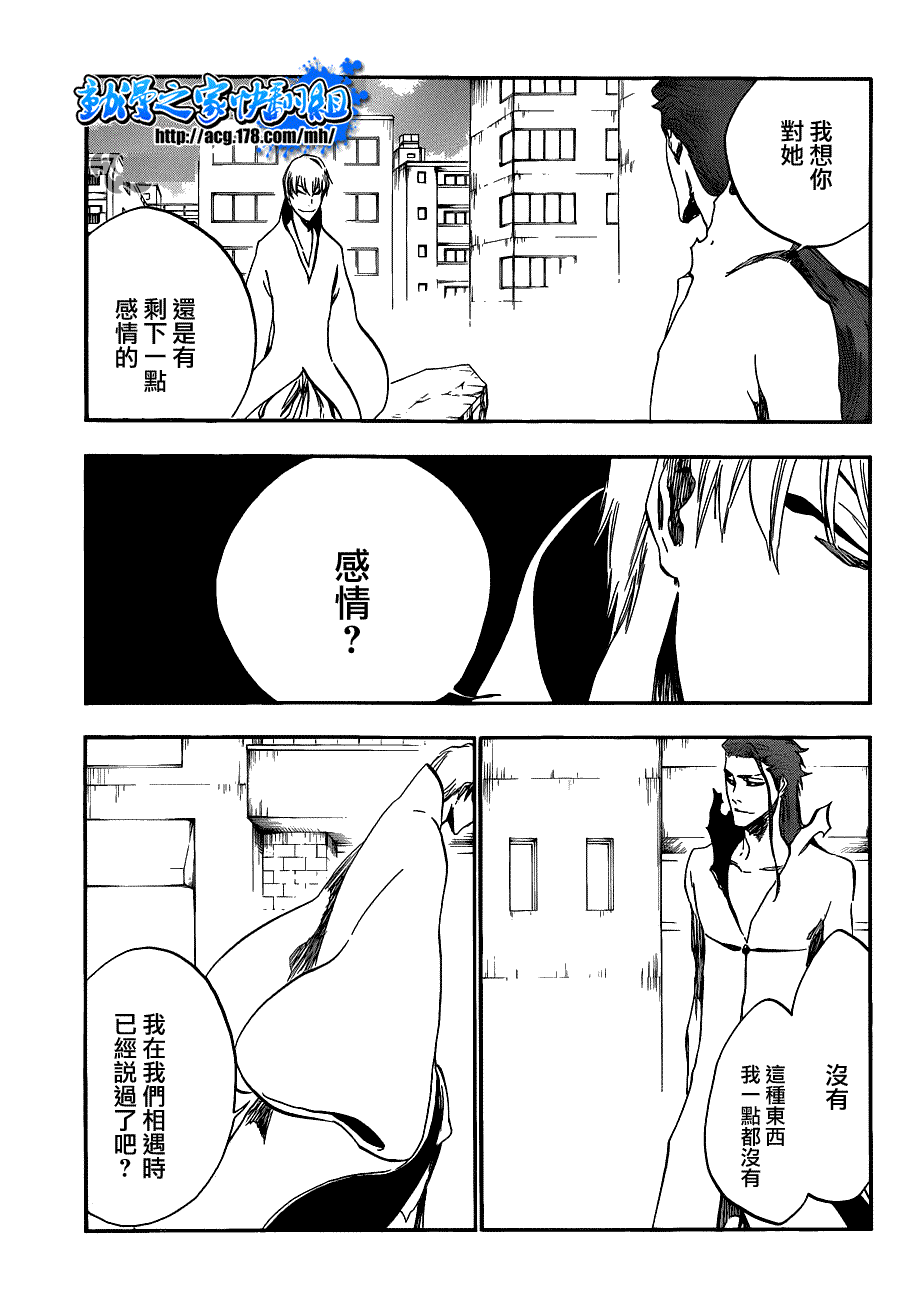 動漫之家快翻組
http://acg.178.com/mh/
我想你
對她
還是有
剩下一點
感情的
感情?
沒有
這種東西
我一點都沒有
我在我們相遇時
已經説過了吧?